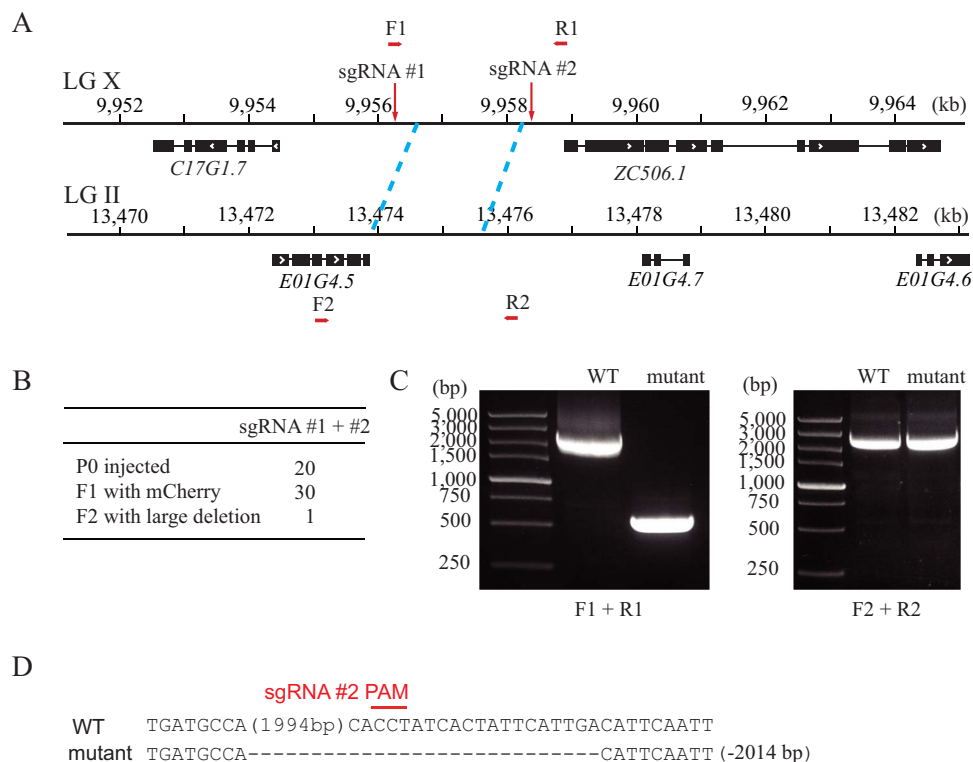 A
F1
R1
sgRNA #1
sgRNA #2
LG X
9,952 9,954 9,956 9,958 9,960 9,962 9,964 (kb)
C17G1.7
ZC506.1
LG II
13,470 13,472 13,474 13,476 13,478 13,480 13,482 (kb)
E01G4.5
E01G4.7
E01G4.6
F2
R2
B
sgRNA #1 + #2
P0 injected 20
F1 with mCherry 30
F2 with large deletion 1
C
(bp) WT mutant
5,000
3,000
2,000
1,500
1,000
750
500
250
F1 + R1
(bp) WT mutant
5,000
3,000
2,000
1,500
1,000
750
500
250
F2 + R2
D
sgRNA #2 PAM
WT TGATGCCA(1994bp)CACCTATCACTATTCATTGACATTCAATT
mutant TGATGCCA----------------------------CATTCAATT (-2014 bp)